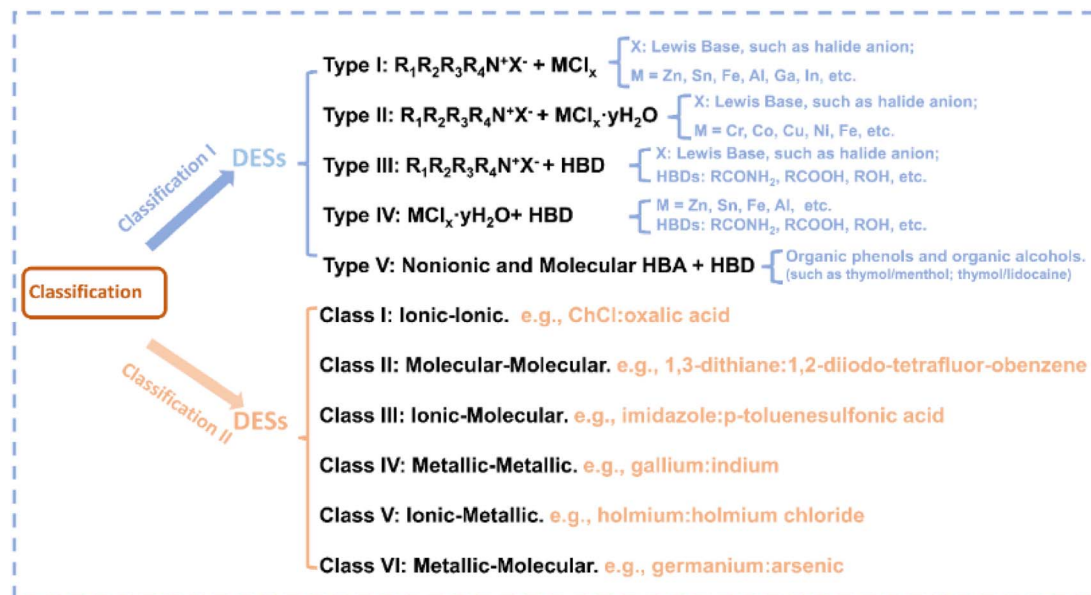 Classification
Classification I
DESs
Type I: R₁R₂R₃R₄N⁺X⁻ + MClₓ
X: Lewis Base, such as halide anion;
M = Zn, Sn, Fe, Al, Ga, In, etc.
Type II: R₁R₂R₃R₄N⁺X⁻ + MClₓ·yH₂O
X: Lewis Base, such as halide anion;
M = Cr, Co, Cu, Ni, Fe, etc.
Type III: R₁R₂R₃R₄N⁺X⁻ + HBD
X: Lewis Base, such as halide anion;
HBDs: RCONH₂, RCOOH, ROH, etc.
Type IV: MClₓ·yH₂O+ HBD
M = Zn, Sn, Fe, Al, etc.
HBDs: RCONH₂, RCOOH, ROH, etc.
Type V: Nonionic and Molecular HBA + HBD
Organic phenols and organic alcohols.
(such as thymol/menthol; thymol/lidocaine)
Classification II
DESs
Class I: Ionic-Ionic. e.g., ChCl:oxalic acid
Class II: Molecular-Molecular. e.g., 1,3-dithiane:1,2-diiodo-tetrafluor-obenzene
Class III: Ionic-Molecular. e.g., imidazole:p-toluenesulfonic acid
Class IV: Metallic-Metallic. e.g., gallium:indium
Class V: Ionic-Metallic. e.g., holmium:holmium chloride
Class VI: Metallic-Molecular. e.g., germanium:arsenic